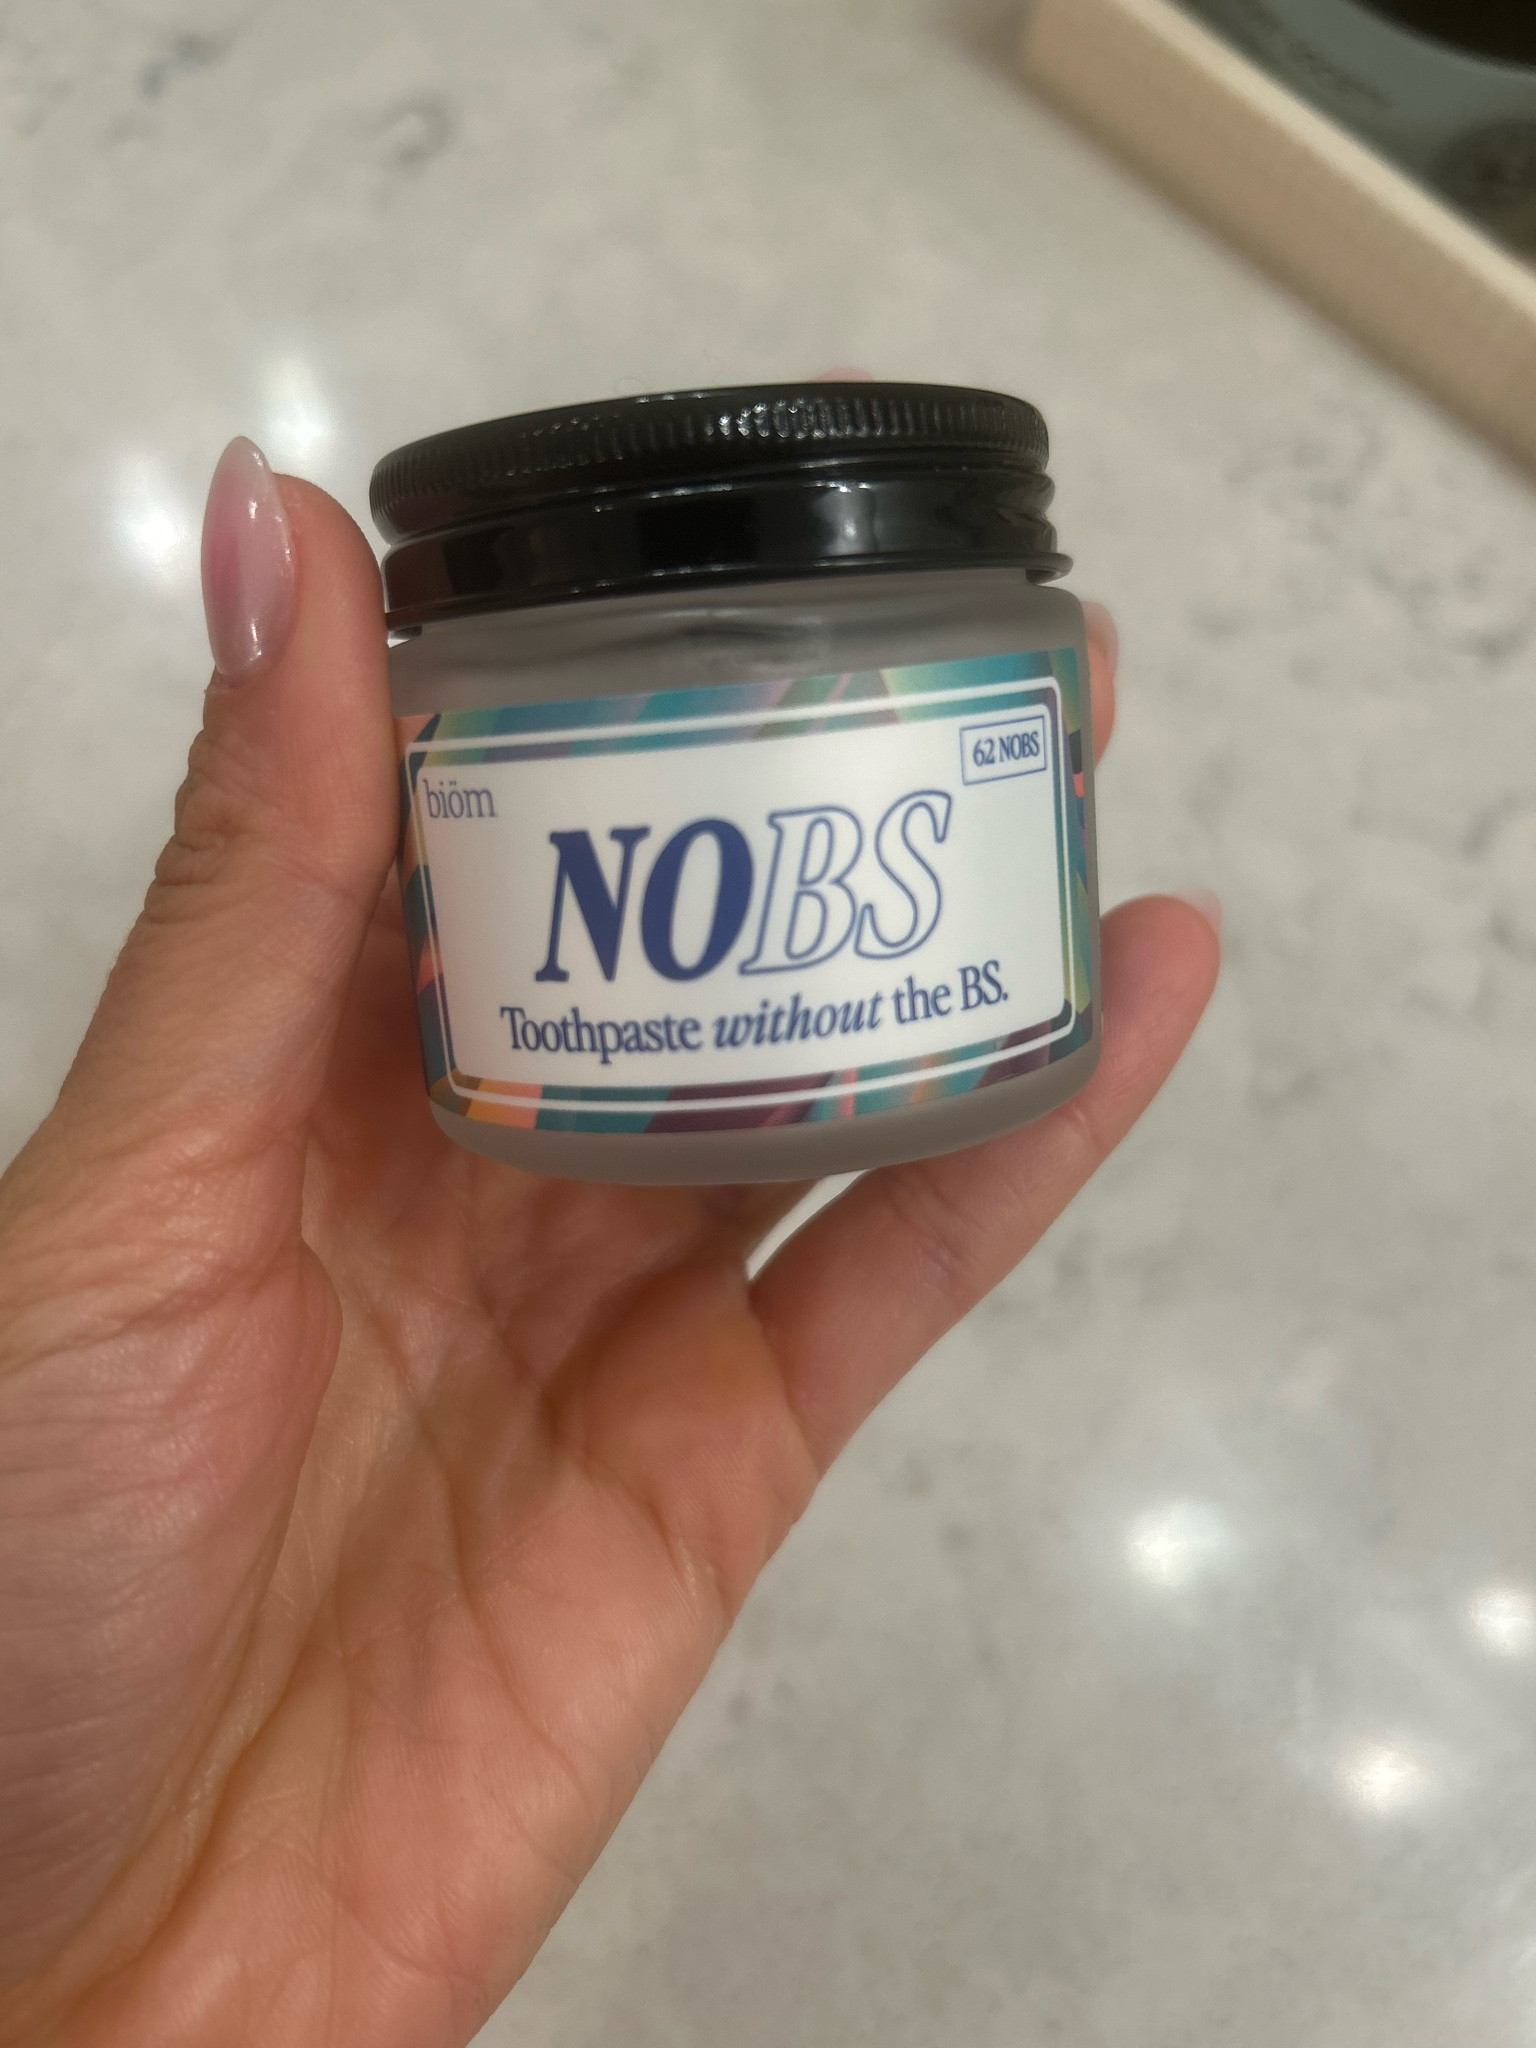 biöm
62 NOBS
NOBS
Toothpaste without the BS.